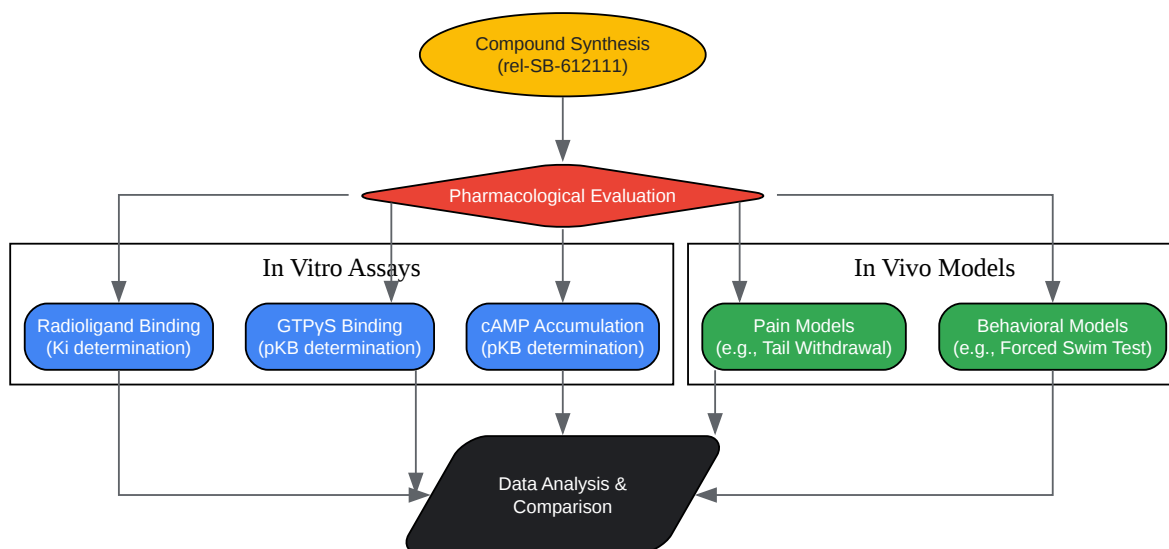 Compound Synthesis
(rel-SB-612111)
Pharmacological Evaluation
In Vitro Assays
In Vivo Models
Radioligand Binding
(Ki determination)
GTPγS Binding
(pKB determination)
cAMP Accumulation
(pKB determination)
Pain Models
(e.g., Tail Withdrawal)
Behavioral Models
(e.g., Forced Swim Test)
Data Analysis &
Comparison